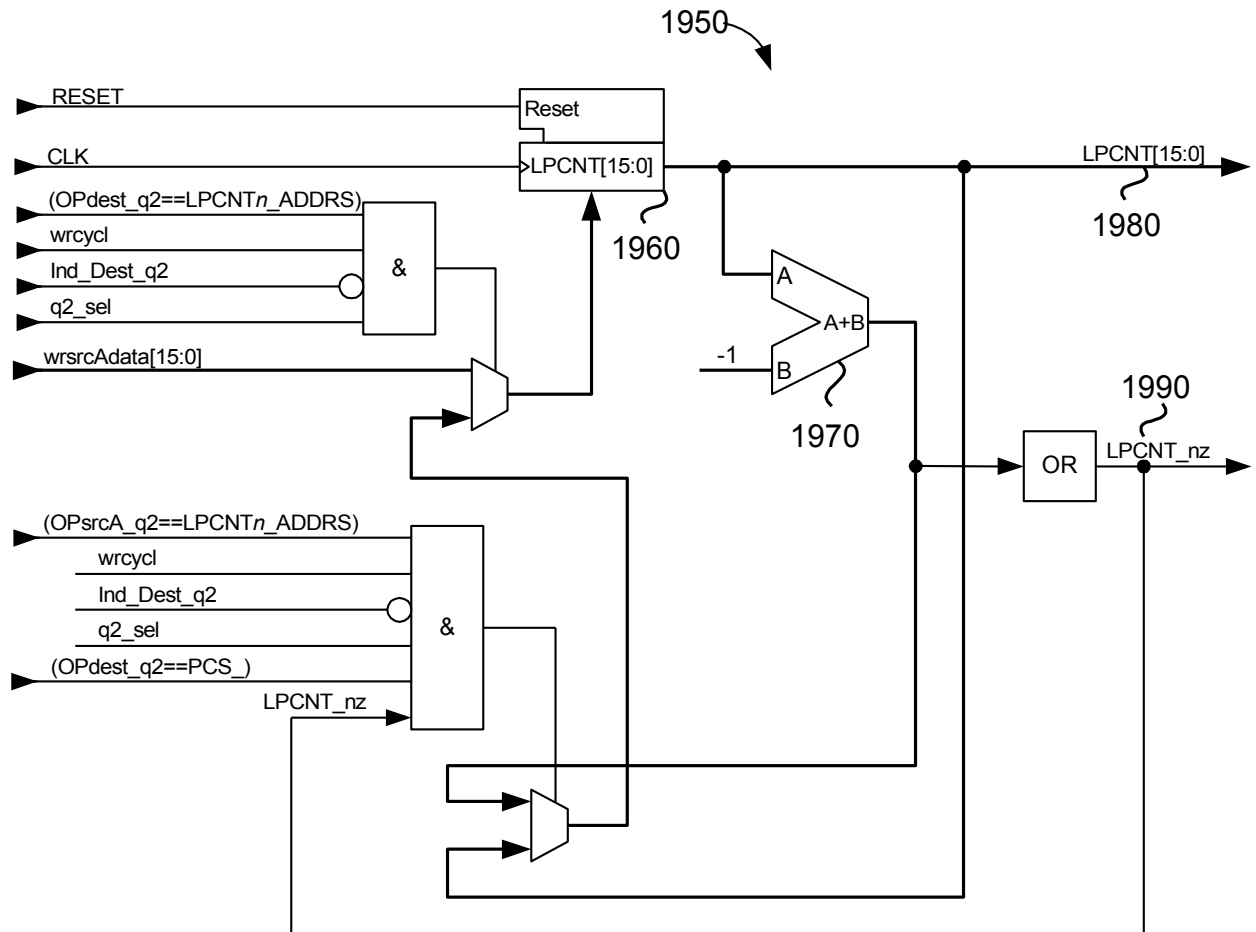 1950
RESET
Reset
CLK
LPCNT[15:0]
LPCNT[15:0]
1980
(OPdest_q2==LPCNTn_ADDRS)
1960
wrcycl
&
Ind_Dest_q2
A
q2_sel
A+B
wrsrcAdata[15:0]
-1
B
1970
1990
OR
LPCNT_nz
(OPsrcA_q2==LPCNTn_ADDRS)
wrcycl
Ind_Dest_q2
&
q2_sel
(OPdest_q2==PCS_)
LPCNT_nz